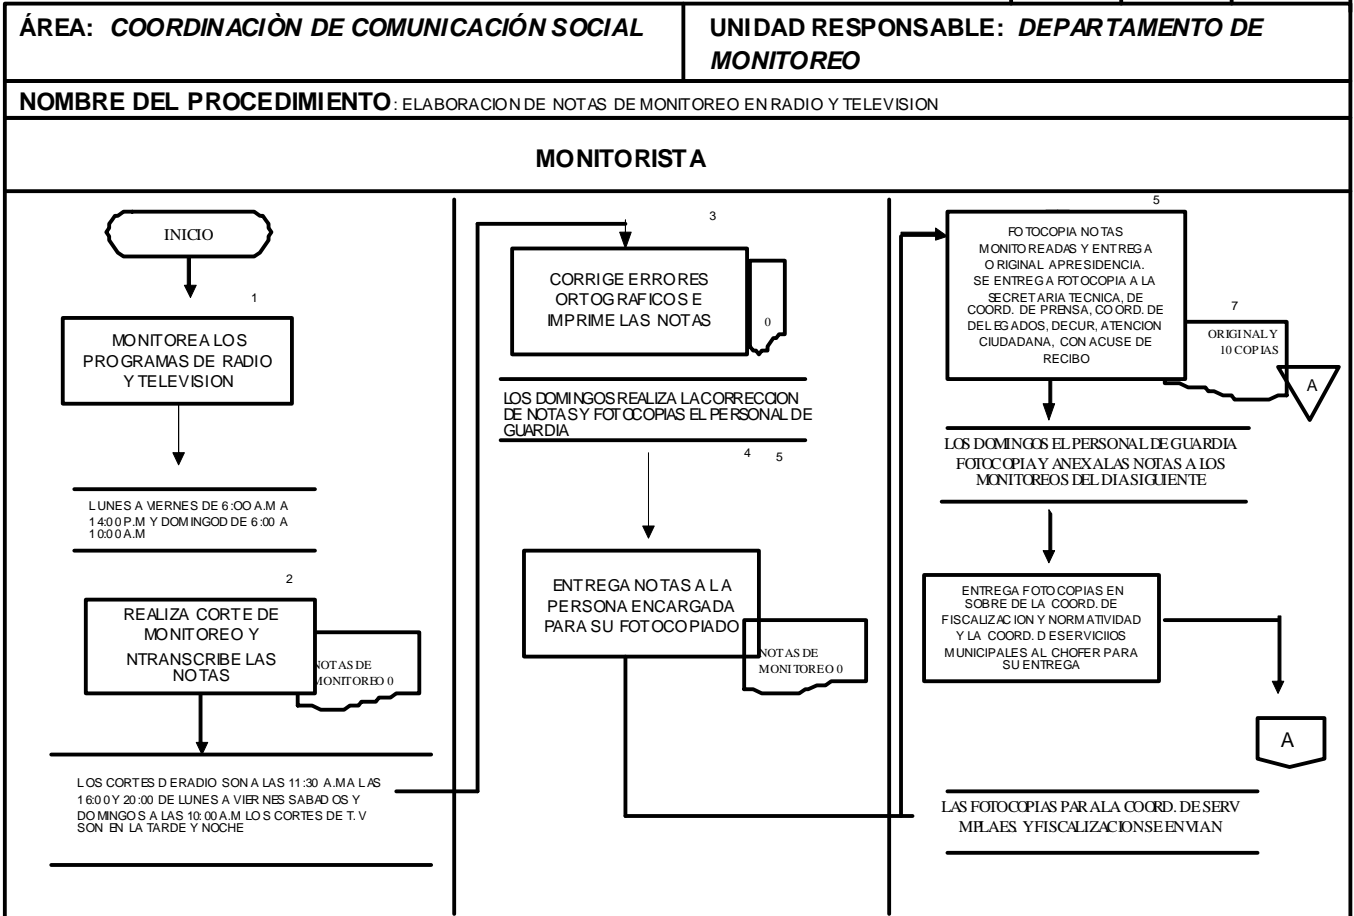 ÁREA: COORDINACIÒN DE COMUNICACIÓN SOCIAL
UNIDAD RESPONSABLE: DEPARTAMENTO DE
MONITOREO
NOMBRE DEL PROCEDIMIENTO: ELABORACION DE NOTAS DE MONITOREO EN RADIO Y TELEVISION
MONITORISTA
INICIO
1
MONITOREA LOS
PROGRAMAS DE RADIO
Y TELEVISION
LUNES A VIERNES DE 6:OO A.M A
14:00 P.M Y DOMINGOD DE 6:00 A
10:00 A.M
2
REALIZA CORTE DE
MONITOREO Y
NTRANSCRIBE LAS
NOTAS
NOTAS DE
MONITOREO 0
LOS CORTES D ERADIO SON A LAS 11:30 A.M A LAS
16:00 Y 20:00 DE LUNES A VIERNES SABADOS Y
DOMINGOS A LAS 10:00 A.M LOS CORTES DE T.V
SON EN LA TARDE Y NOCHE
3
CORRIGE ERRORES
ORTOGRAFICOS E
IMPRIME LAS NOTAS
0
LOS DOMINGOS REALIZA LA CORRECCION
DE NOTAS Y FOTOCOPIAS EL PERSONAL DE
GUARDIA
4 5
ENTREGA NOTAS A LA
PERSONA ENCARGADA
PARA SU FOTOCOPIADO
NOTAS DE
MONITOREO 0
5
FOTOCOPIA NOTAS
MONITOREADAS Y ENTREGA
ORIGINAL APRESIDENCIA.
SE ENTREGA FOTOCOPIA A LA
SECRETARIA TECNICA, DE
COORD. DE PRENSA, COORD. DE
DELEGADOS, DECUR, ATENCION
CIUDADANA, CON ACUSE DE
RECIBO
7
ORIGINAL Y
10 COPIAS
A
LOS DOMINGOS EL PERSONAL DE GUARDIA
FOTOCOPIA Y ANEXA LAS NOTAS A LOS
MONITOREOS DEL DIA SIGUIENTE
ENTREGA FOTOCOPIAS EN
SOBRE DE LA COORD. DE
FISCALIZACION Y NORMATIVIDAD
Y LA COORD. D ESERVICIIOS
MUNICIPALES AL CHOFER PARA
SU ENTREGA
A
LAS FOTOCOPIAS PARA LA COORD. DE SERV
MPLAES. Y FISCALIZACION SE ENVIAN